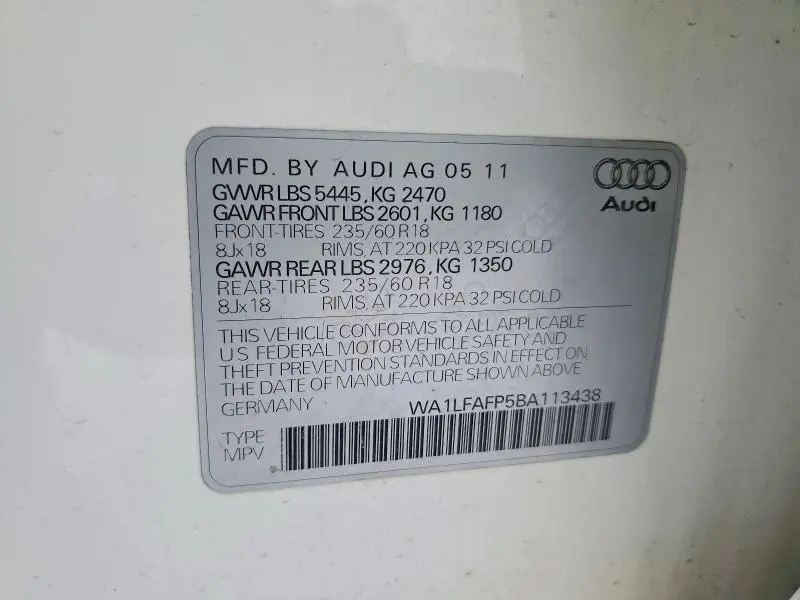 MFD. BY AUDI AG 05 11
GVWR LBS 5445, KG 2470
GAWR FRONT LBS 2601, KG 1180
FRONT-TIRES 235/60 R18
8Jx18 RIMS, AT 220 KPA 32 PSI COLD
GAWR REAR LBS 2976, KG 1350
REAR-TIRES 235/60 R18
8Jx18 RIMS, AT 220 KPA 32 PSI COLD
Audi
THIS VEHICLE CONFORMS TO ALL APPLICABLE
U.S. FEDERAL MOTOR VEHICLE SAFETY AND
THEFT PREVENTION STANDARDS IN EFFECT ON
THE DATE OF MANUFACTURE SHOWN ABOVE
GERMANY WA1LFAFP5BA113438
TYPE
MPV